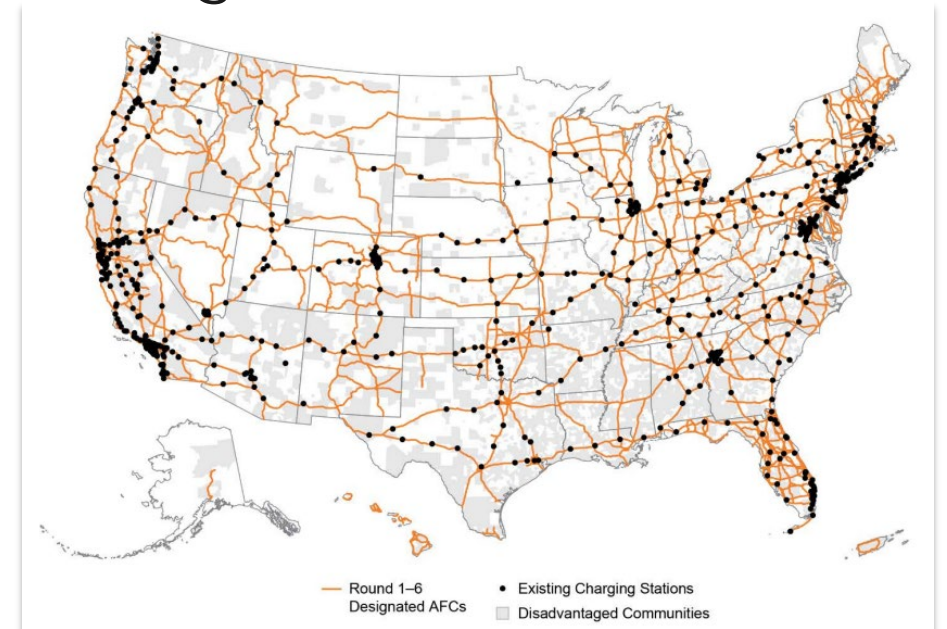 Round 1–6
Designated AFCs
Existing Charging Stations
Disadvantaged Communities